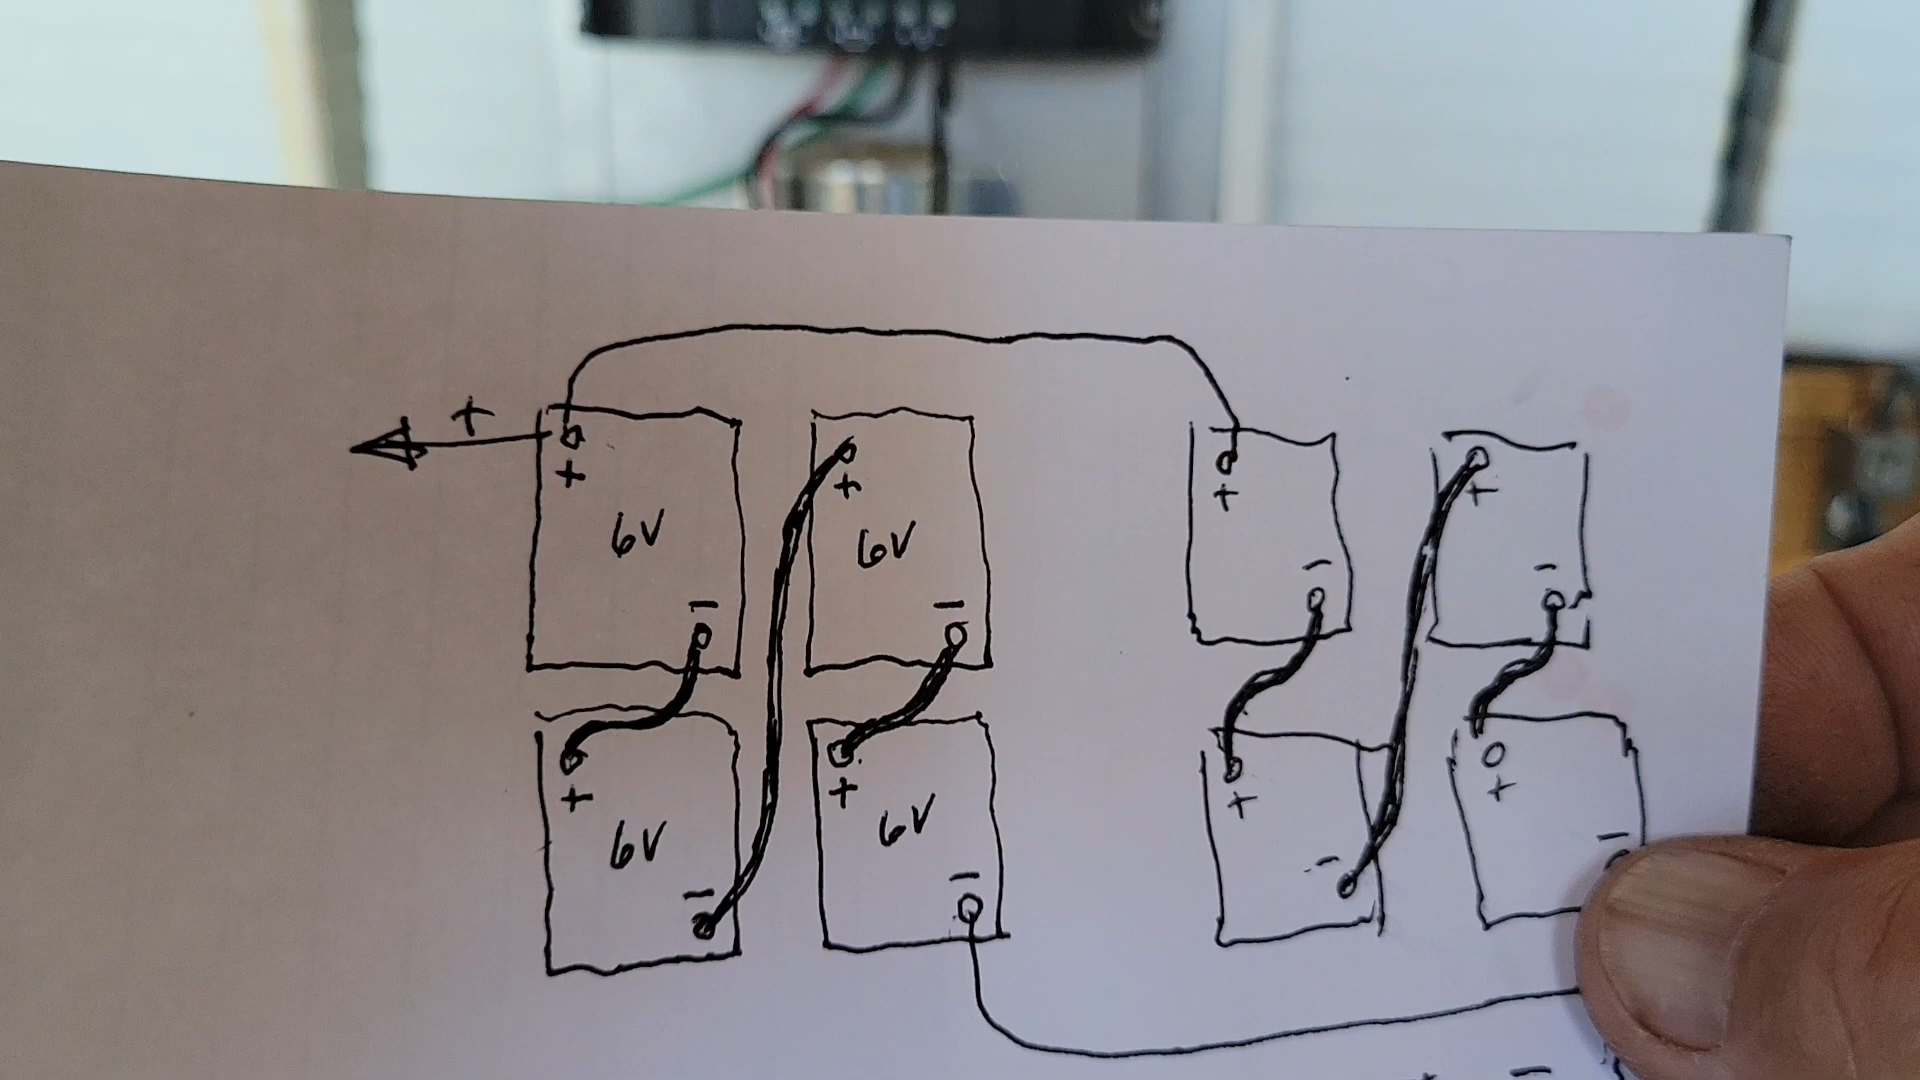 +
+ + + +
6V 6V
- - - -
+ + + +
6V 6V
- - - -
-